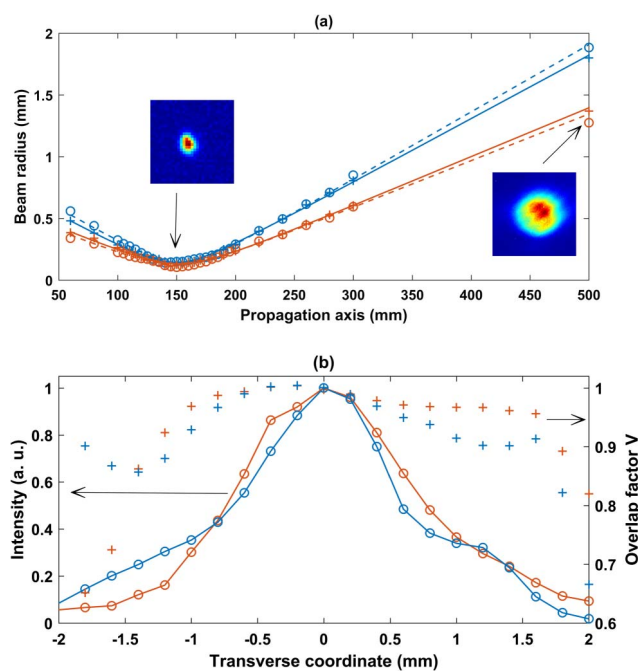 (a)
2
1.5
1
0.5
0
Beam radius (mm)
50 100 150 200 250 300 350 400 450 500
Propagation axis (mm)
(b)
1
0.8
0.6
0.4
0.2
0
Intensity (a. u.)
1
0.9
0.8
0.7
0.6
Overlap factor V
-2 -1.5 -1 -0.5 0 0.5 1 1.5 2
Transverse coordinate (mm)